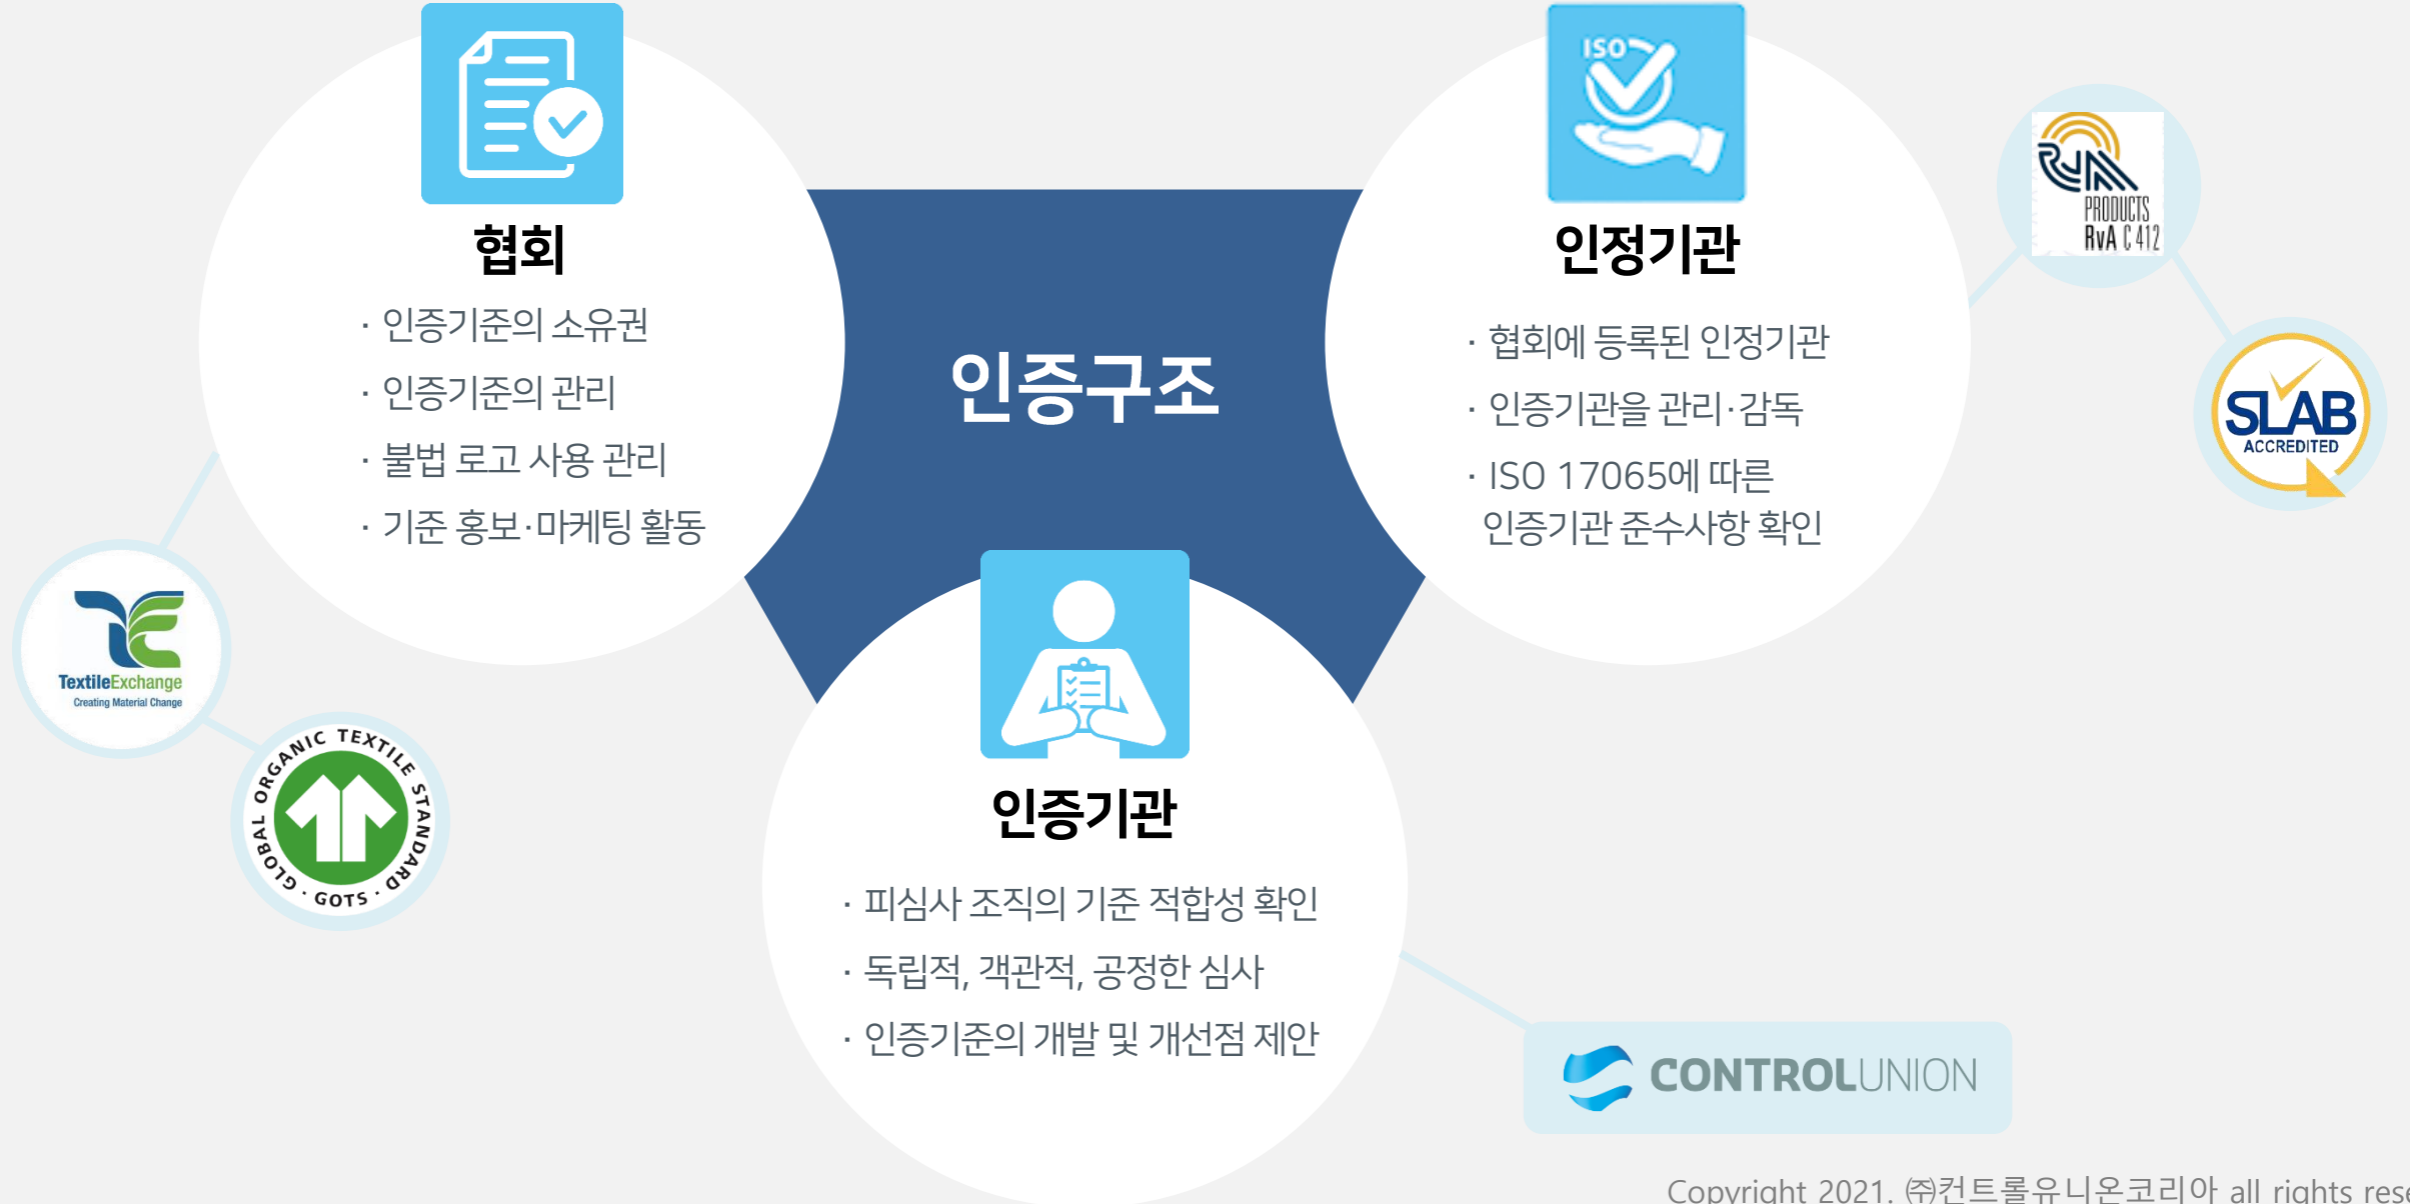 협회
· 인증기준의 소유권
· 인증기준의 관리
· 불법 로고 사용 관리
· 기준 홍보·마케팅 활동
인증구조
ISO
인정기관
· 협회에 등록된 인정기관
· 인증기관을 관리·감독
· ISO 17065에 따른
인증기관 준수사항 확인
RvA
PRODUCTS
RvA C 412
SLAB
ACCREDITED
TextileExchange
Creating Material Change
GLOBAL ORGANIC TEXTILE STANDARD · GOTS ·
인증기관
· 피심사 조직의 기준 적합성 확인
· 독립적, 객관적, 공정한 심사
· 인증기준의 개발 및 개선점 제안
CONTROLUNION
Copyright 2021. ㈜컨트롤유니온코리아 all rights rese